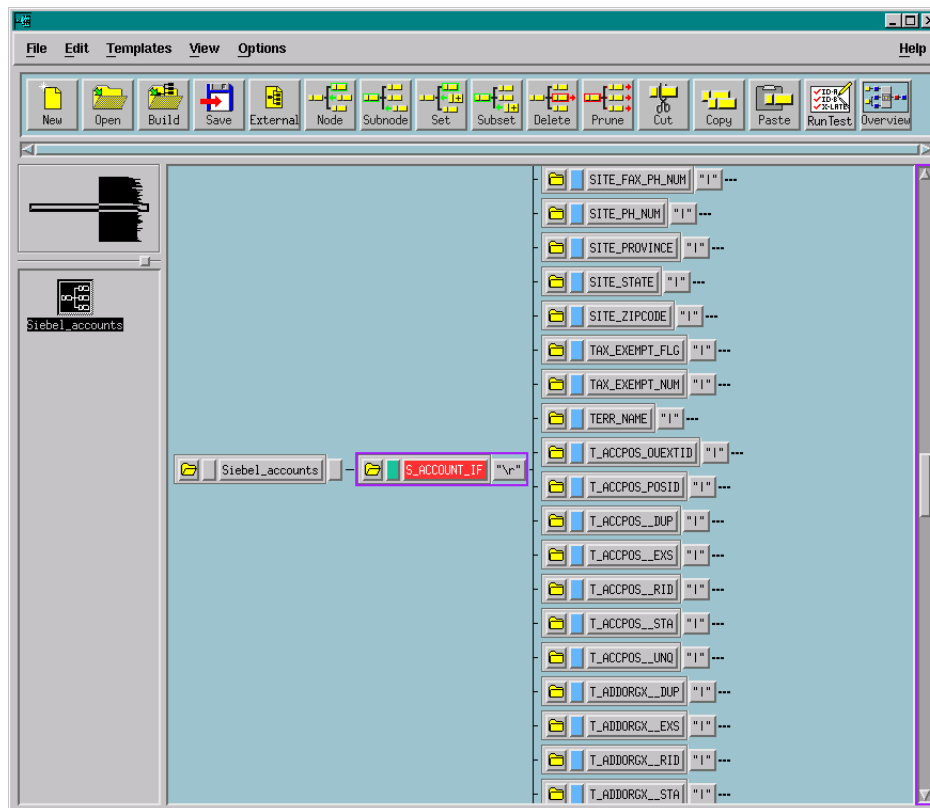 File Edit Templates View Options Help
New Open Build Save External Node Subnode Set Subset Delete Prune Cut Copy Paste RunTest Overview
SITE_FAX_PH_NUM "|"
SITE_PH_NUM "|"
SITE_PROVINCE "|"
SITE_STATE "|"
Siebel_accounts
SITE_ZIPCODE "|"
TAX_EXEMPT_FLG "|"
TAX_EXEMPT_NUM "|"
TERR_NAME "|"
T_ACCPOS_OUEXTID "|"
Siebel_accounts S_ACCOUNT_IF "\r"
T_ACCPOS_POSID "|"
T_ACCPOS__DUP "|"
T_ACCPOS__EXS "|"
T_ACCPOS__RID "|"
T_ACCPOS__STA "|"
T_ACCPOS__UNQ "|"
T_ADDORGX__DUP "|"
T_ADDORGX__EXS "|"
T_ADDORGX__RID "|"
T_ADDORGX__STA "|"